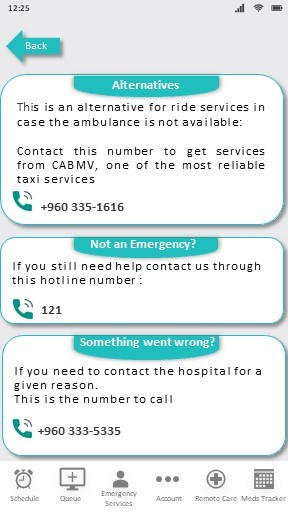 12:25
Back
Alternatives
This is an alternative for ride services in
case the ambulance is not available:
Contact this number to get services
from CABMV, one of the most reliable
taxi services
+960 335-1616
Not an Emergency?
If you still need help contact us through
this hotline number :
121
Something went wrong?
If you need to contact the hospital for a
given reason.
This is the number to call
+960 333-5335
Schedule
Queue
Emergency
Services
Account
Remote Care
Meds Tracker